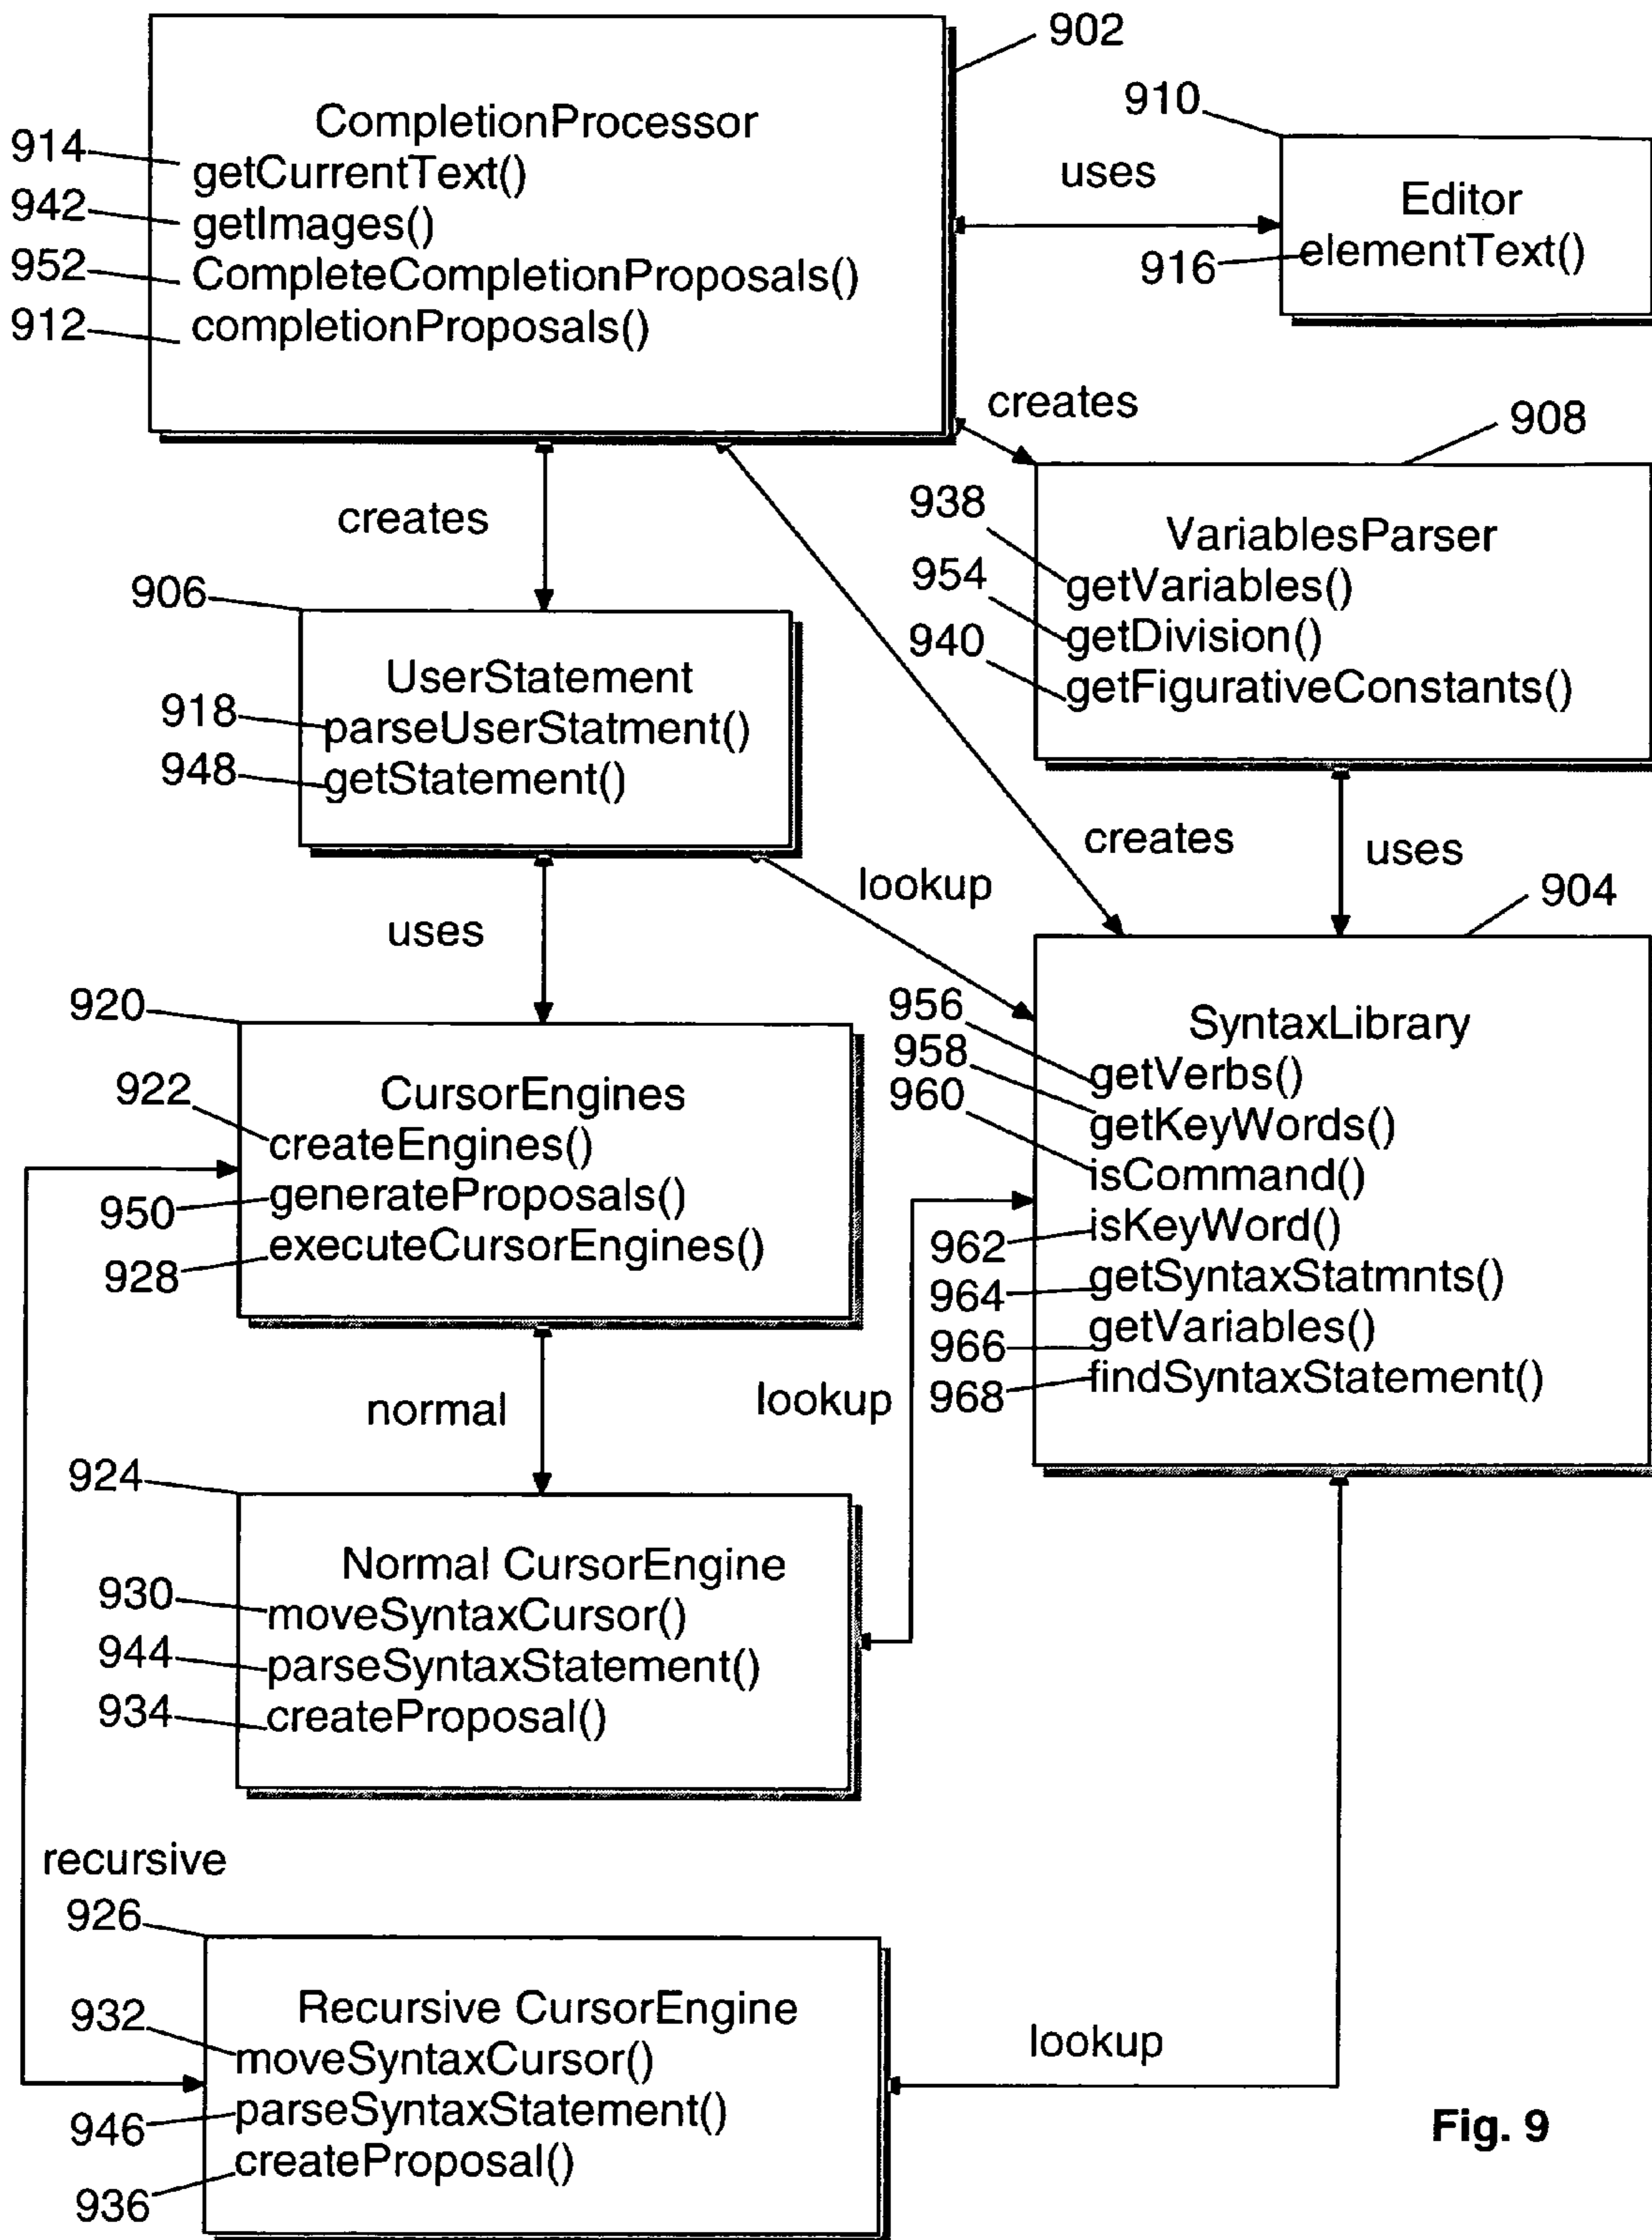 902
CompletionProcessor
914
getCurrentText()
942
getImages()
952
CompleteCompletionProposals()
912
completionProposals()
910
uses
Editor
916
elementText()
creates
908
creates
938
VariablesParser
getVariables()
954
getDivision()
940
getFigurativeConstants()
906
UserStatement
918
parseUserStatment()
948
getStatement()
creates
uses
lookup
904
uses
920
CursorEngines
922
createEngines()
950
generateProposals()
928
executeCursorEngines()
956
SyntaxLibrary
958
getVerbs()
960
getKeyWords()
isCommand()
962
isKeyWord()
964
getSyntaxStatmnts()
966
getVariables()
968
findSyntaxStatement()
normal
lookup
924
Normal CursorEngine
930
moveSyntaxCursor()
944
parseSyntaxStatement()
934
createProposal()
recursive
926
Recursive CursorEngine
932
moveSyntaxCursor()
946
parseSyntaxStatement()
936
createProposal()
lookup
Fig. 9